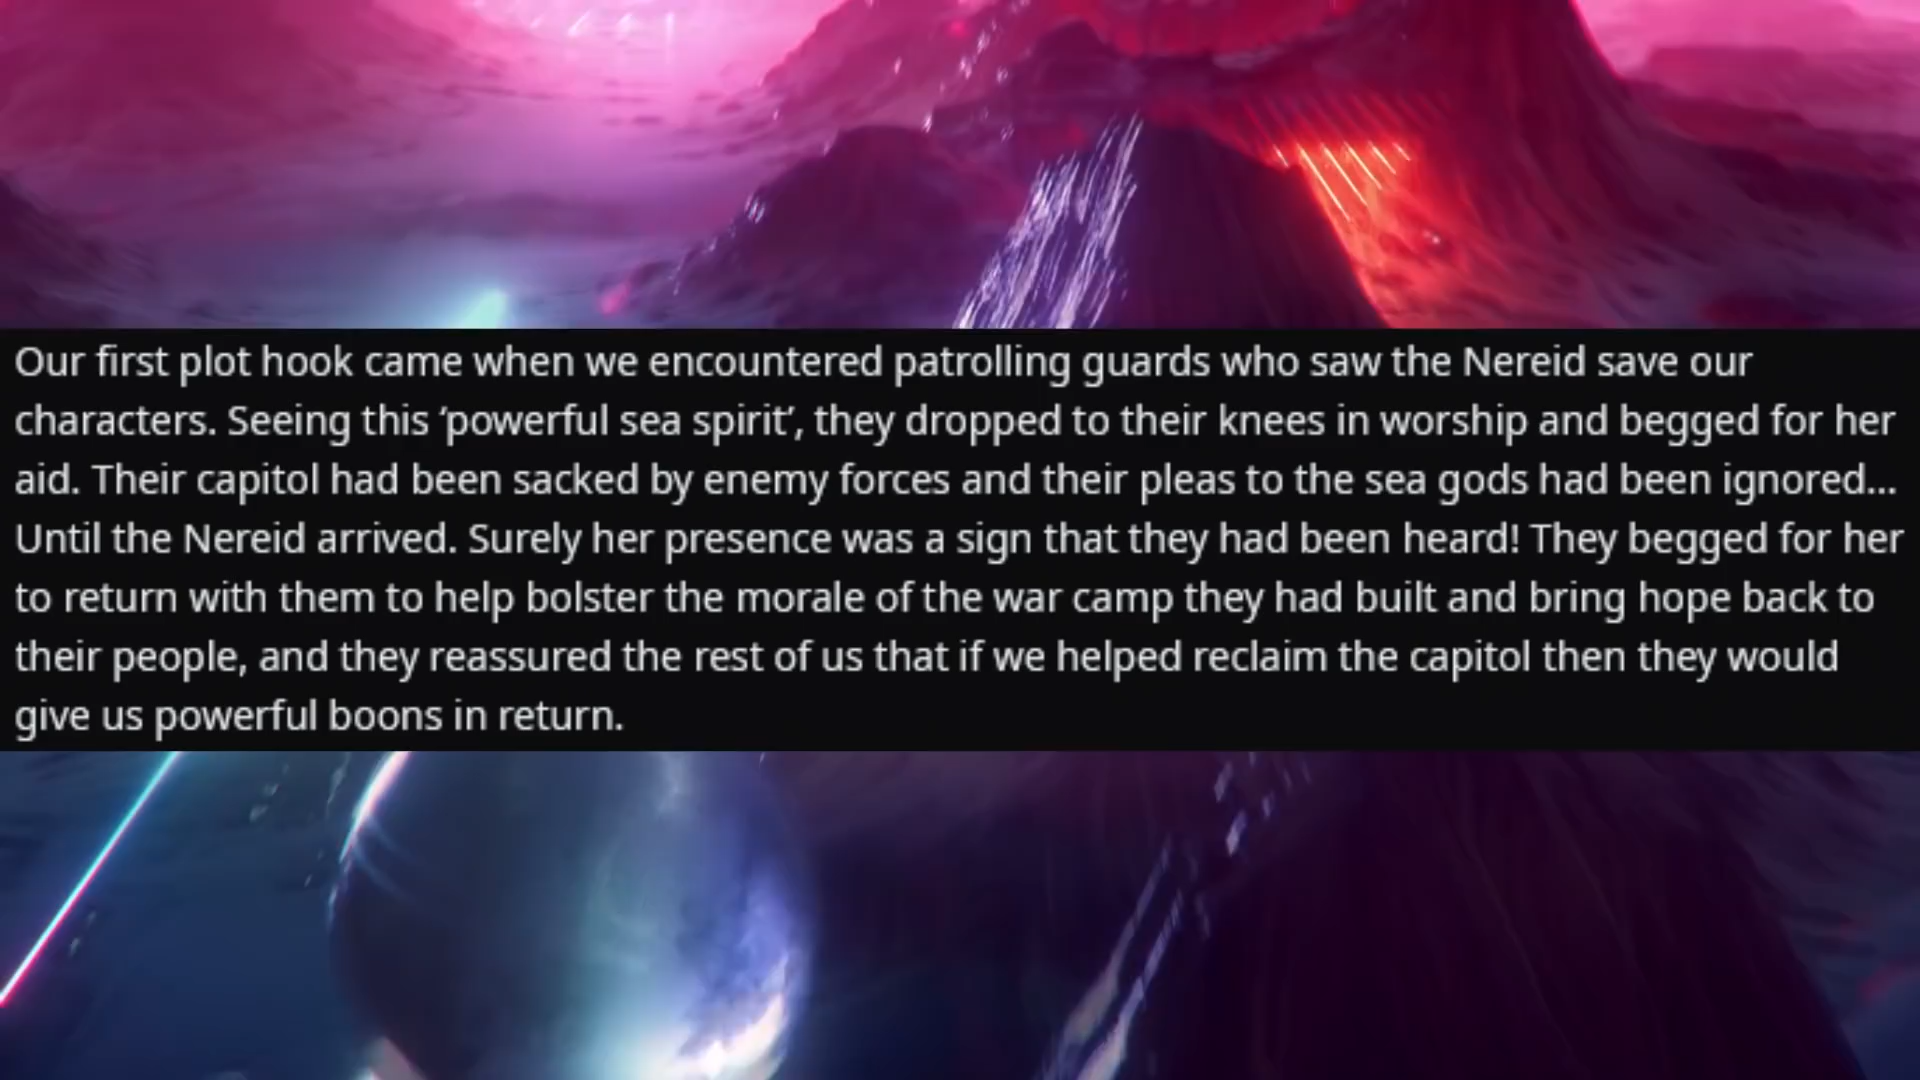 Our first plot hook came when we encountered patrolling guards who saw the Nereid save our
characters. Seeing this ‘powerful sea spirit’, they dropped to their knees in worship and begged for her
aid. Their capitol had been sacked by enemy forces and their pleas to the sea gods had been ignored...
Until the Nereid arrived. Surely her presence was a sign that they had been heard! They begged for her
to return with them to help bolster the morale of the war camp they had built and bring hope back to
their people, and they reassured the rest of us that if we helped reclaim the capitol then they would
give us powerful boons in return.